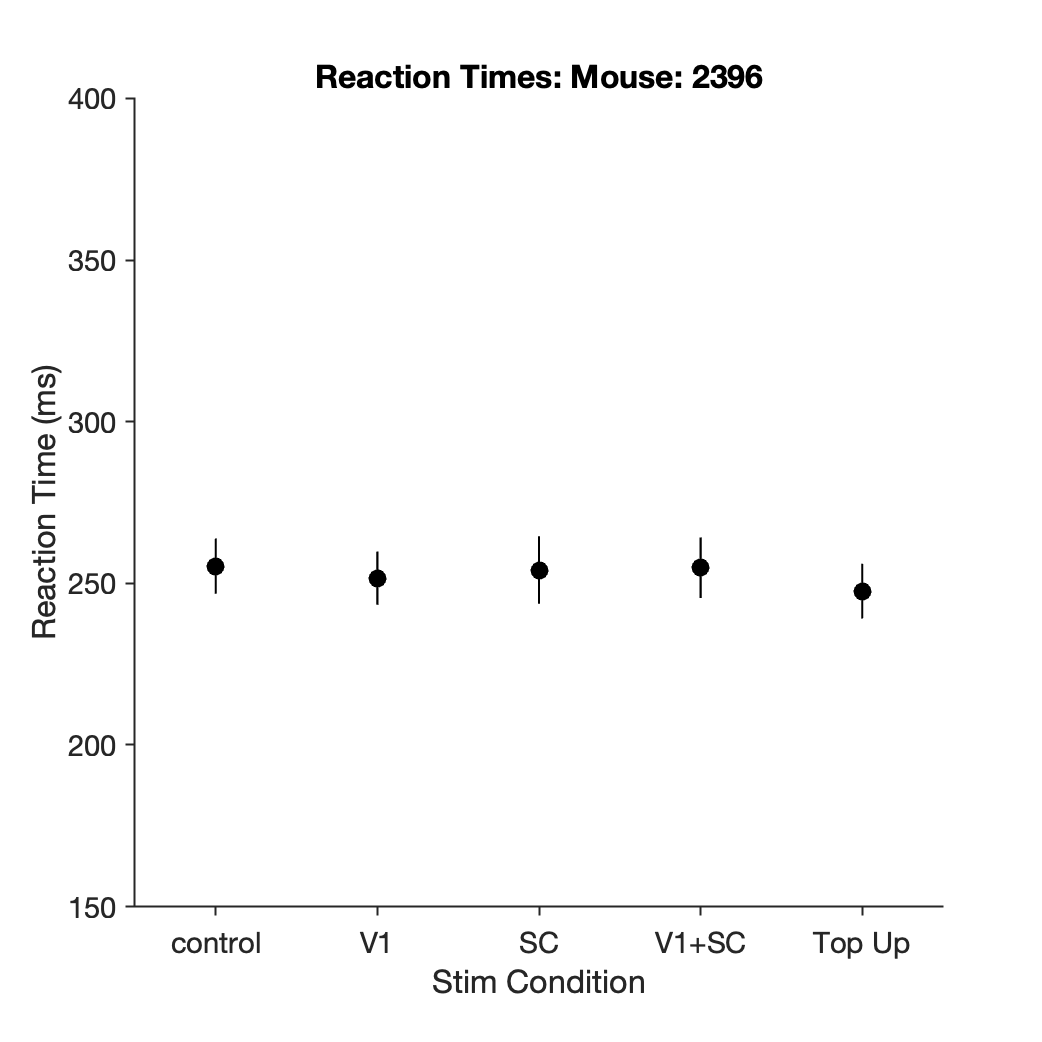 Reaction Times: Mouse: 2396
400
350
300
250
200
150
Reaction Time (ms)
control V1 SC V1+SC Top Up
Stim Condition